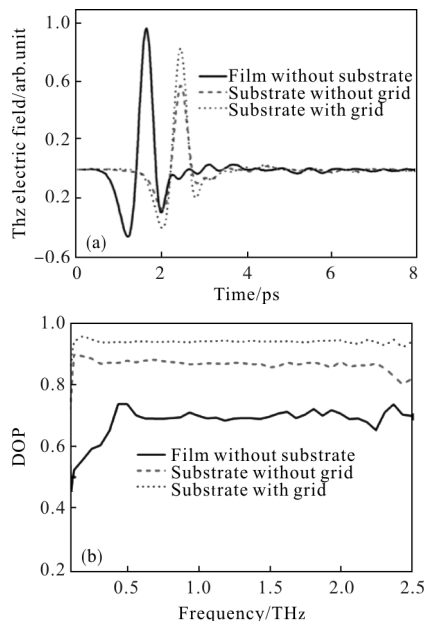 1.0
0.6
0.2
0.2
−0.6
Thz electric field/arb.unit
Film without substrate
Substrate without grid
Substrate with grid
(a)
0
2
4
6
8
Time/ps
1.0
0.8
0.6
0.4
0.2
DOP
Film without substrate
Substrate without grid
Substrate with grid
(b)
0.5
1.0
1.5
2.0
2.5
Frequency/THz